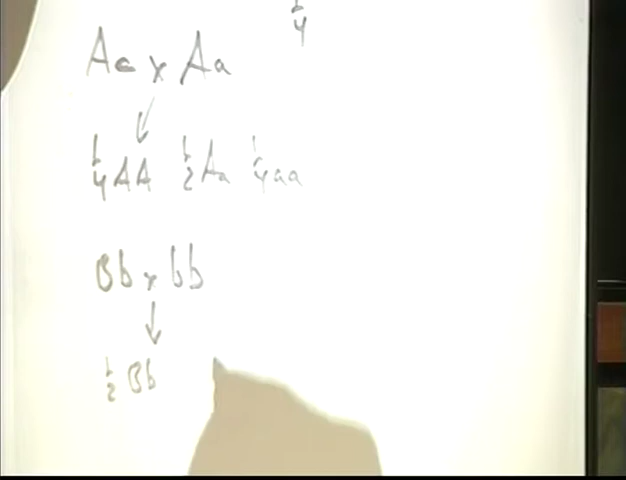 1/4
Aa x Aa
↙
1/4 AA 1/2 Aa 1/4 aa
Bb x bb
↓
1/2 Bb